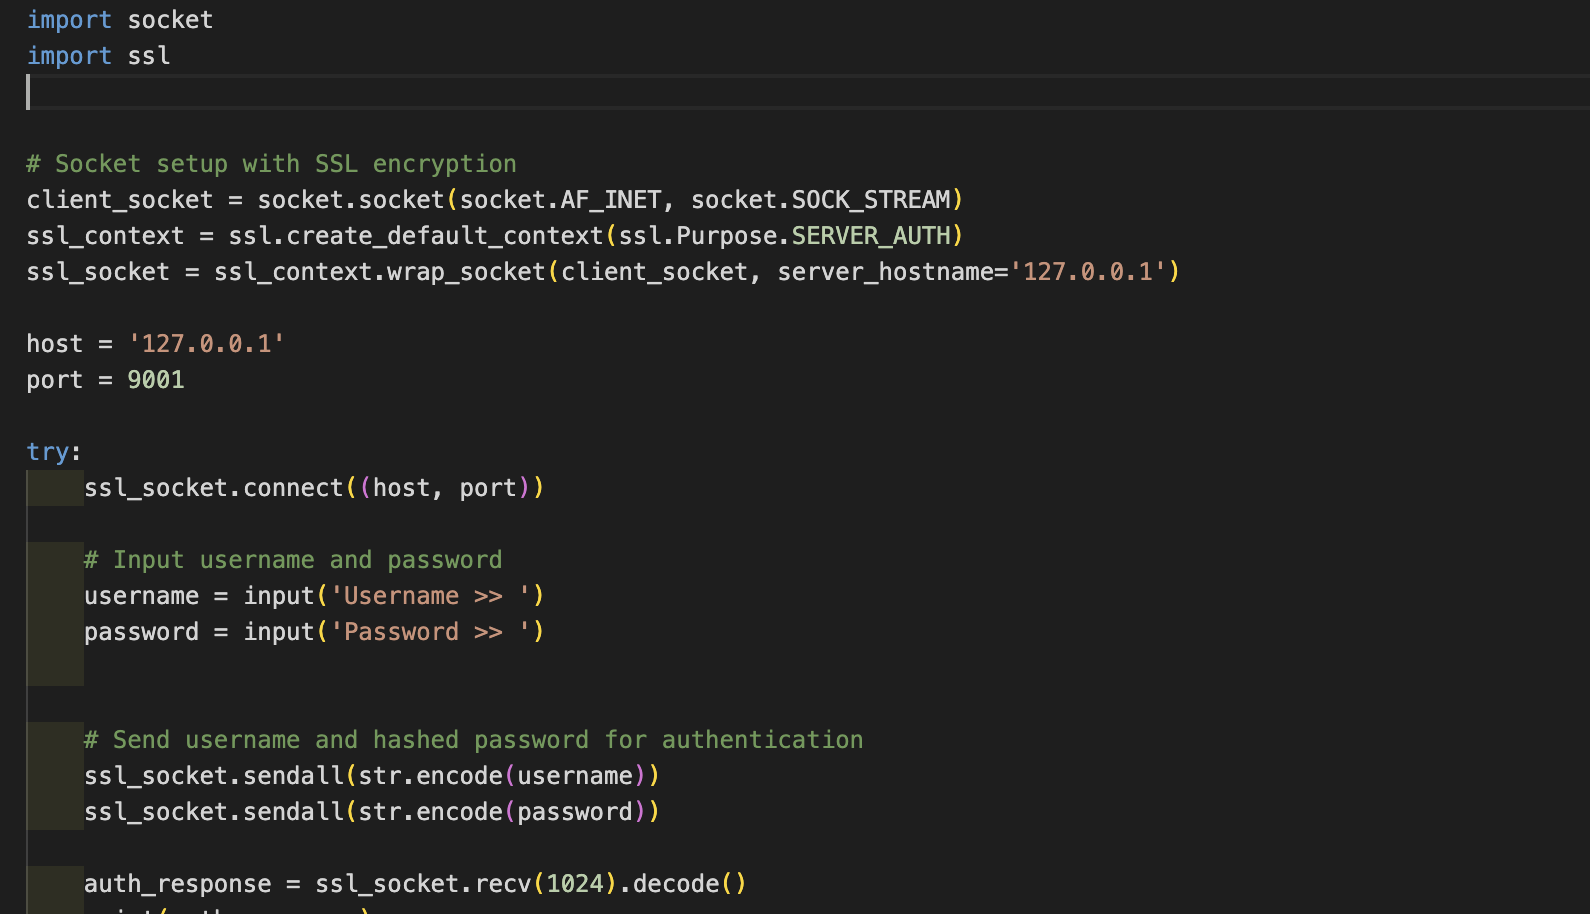 import socket
import ssl
# Socket setup with SSL encryption
client_socket = socket.socket(socket.AF_INET, socket.SOCK_STREAM)
ssl_context = ssl.create_default_context(ssl.Purpose.SERVER_AUTH)
ssl_socket = ssl_context.wrap_socket(client_socket, server_hostname='127.0.0.1')
host = '127.0.0.1'
port = 9001
try:
    ssl_socket.connect((host, port))
    # Input username and password
    username = input('Username >> ')
    password = input('Password >> ')
    # Send username and hashed password for authentication
    ssl_socket.sendall(str.encode(username))
    ssl_socket.sendall(str.encode(password))
    auth_response = ssl_socket.recv(1024).decode()